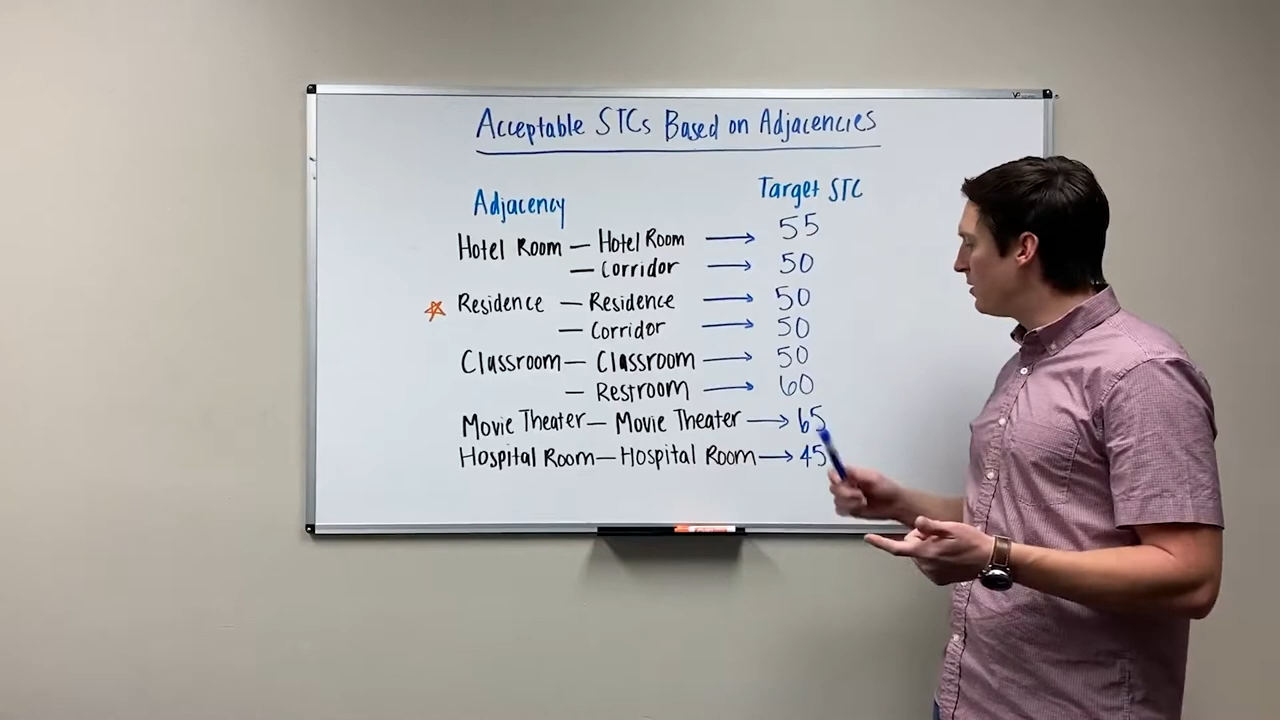 Acceptable STCs Based on Adjacencies
Adjacency Target STC
Hotel Room — Hotel Room → 55
— Corridor → 50
☆ Residence — Residence → 50
— Corridor → 50
Classroom — Classroom → 50
— Restroom → 60
Movie Theater — Movie Theater → 65
Hospital Room — Hospital Room → 45